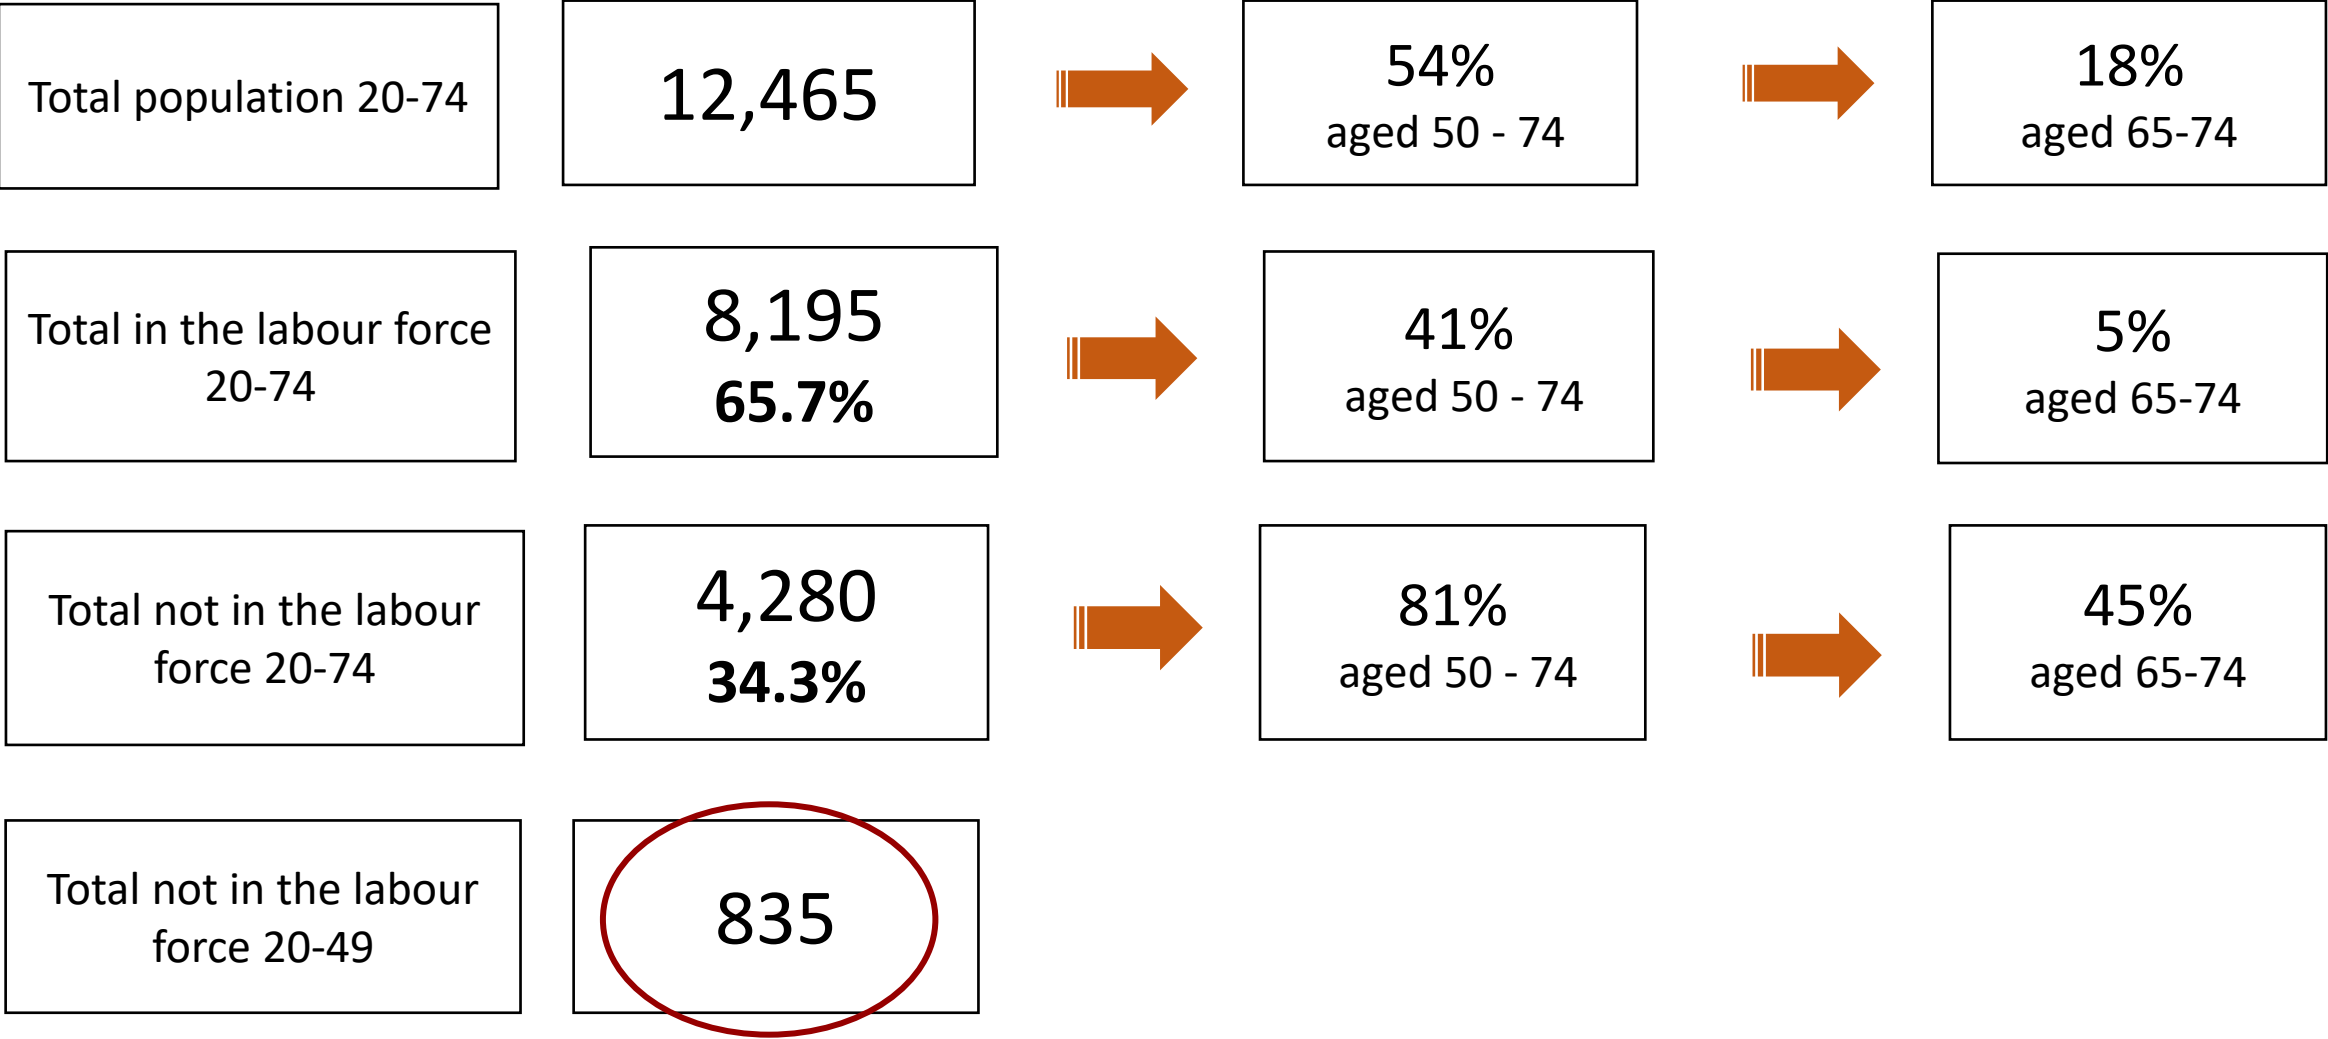 Total population 20-74
12,465
54%
aged 50 - 74
18%
aged 65-74
Total in the labour force
20-74
8,195
65.7%
41%
aged 50 - 74
5%
aged 65-74
Total not in the labour
force 20-74
4,280
34.3%
81%
aged 50 - 74
45%
aged 65-74
Total not in the labour
force 20-49
835